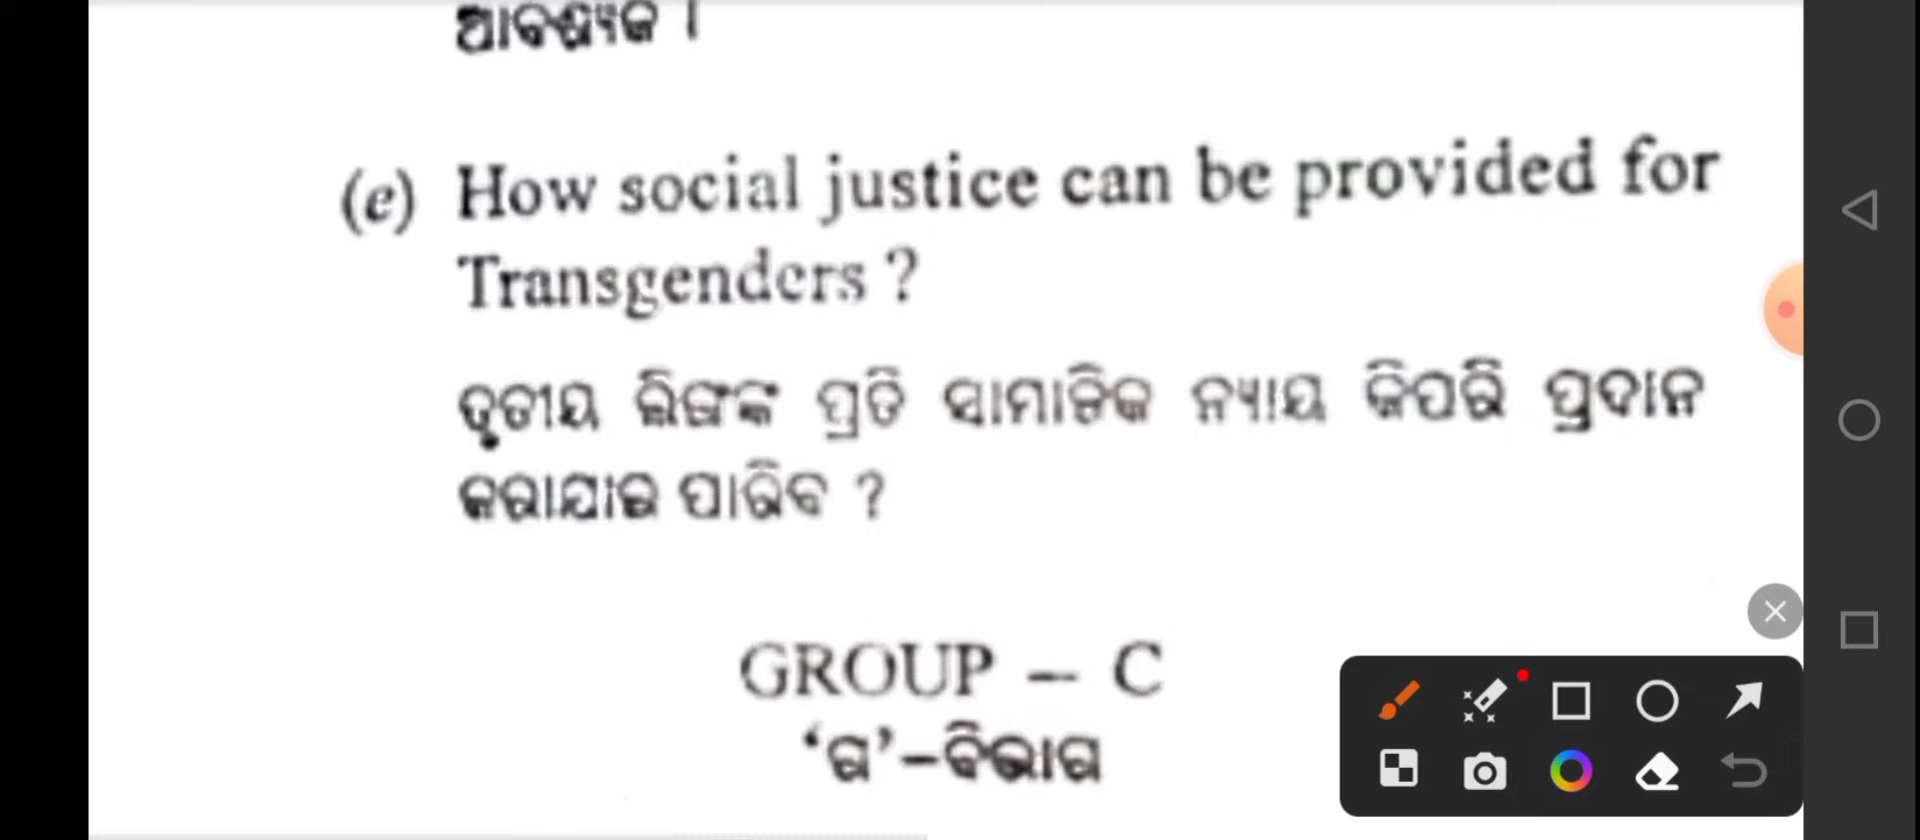 ଆବଶ୍ୟକ ।
(e) How social justice can be provided for
Transgenders ?
ତୃତୀୟ ଲିଙ୍ଗଙ୍କ ପ୍ରତି ସାମାଜିକ ନ୍ୟାୟ କିପରି ପ୍ରଦାନ
କରାଯାଇ ପାରିବ ?
GROUP – C
‘ଗ’–ବିଭାଗ